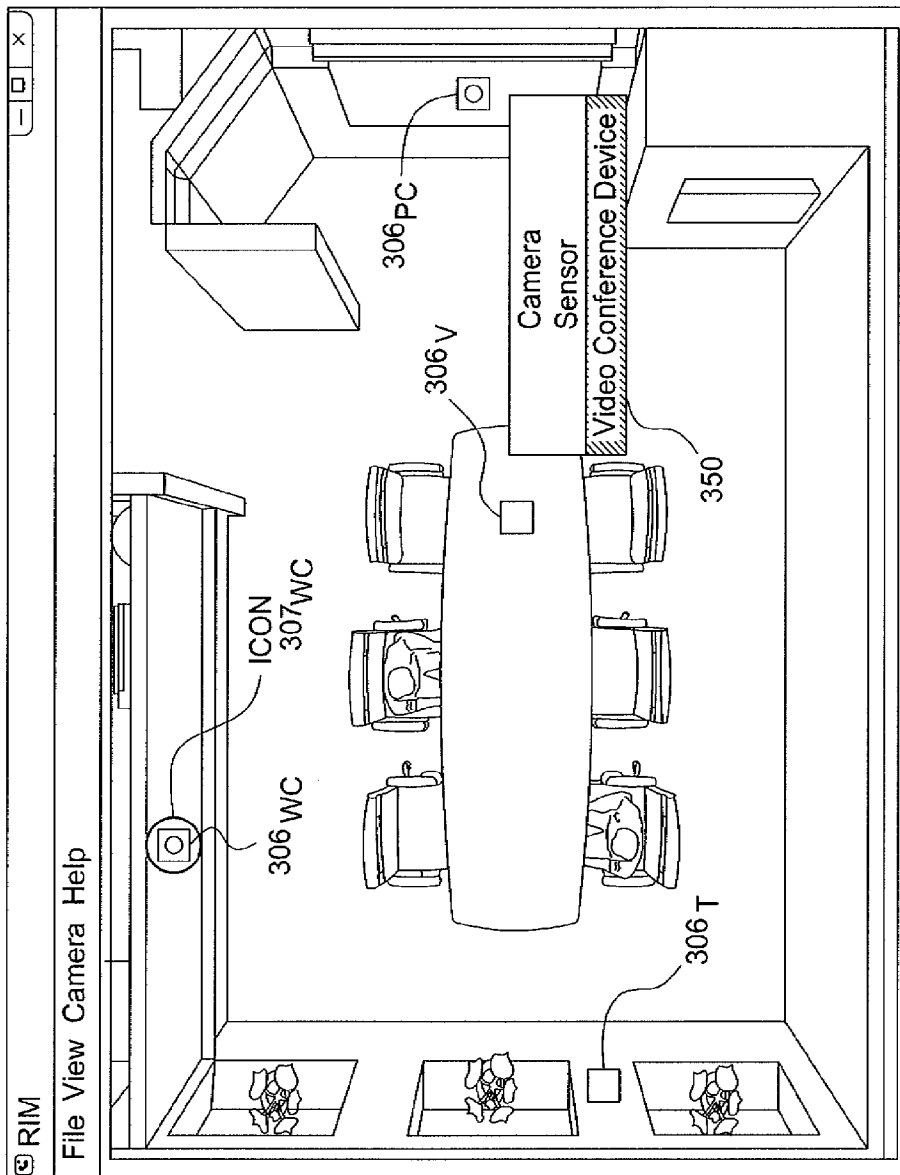 RIM
File View Camera Help
ICON
307WC
306WC
306PC
306V
Camera
Sensor
Video Conference Device
350
306T